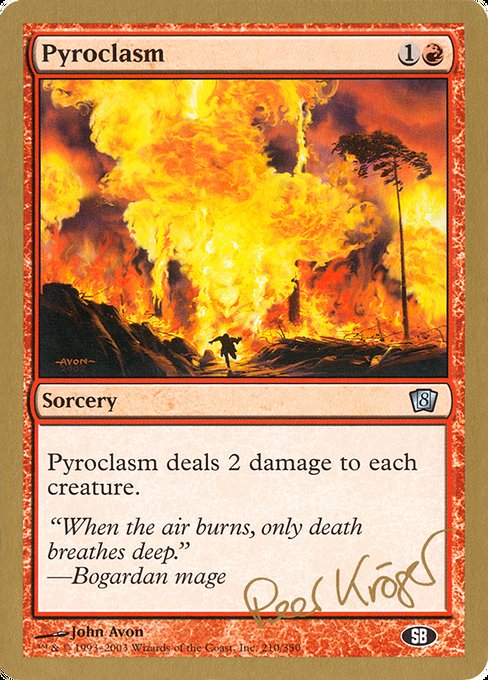 Pyroclasm 1
AVON
Sorcery 8
Pyroclasm deals 2 damage to each
creature.
“When the air burns, only death
breathes deep.”
—Bogardan mage
Peer Kröger
John Avon
SB
™ & © 1993–2003 Wizards of the Coast, Inc. 210/350